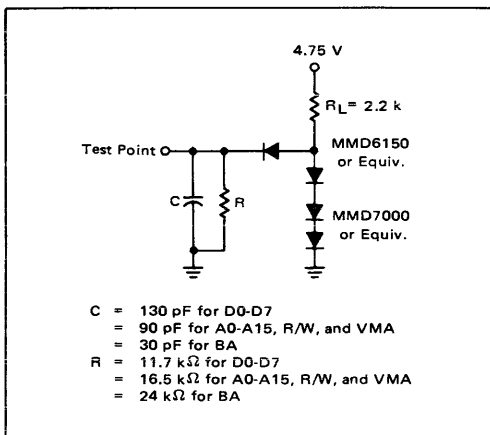 4.75 V
RL= 2.2 k
Test Point
MMD6150
or Equiv.
C
R
MMD7000
or Equiv.
C = 130 pF for D0-D7
= 90 pF for A0-A15, R/W, and VMA
= 30 pF for BA
R = 11.7 kΩ for D0-D7
= 16.5 kΩ for A0-A15, R/W, and VMA
= 24 kΩ for BA